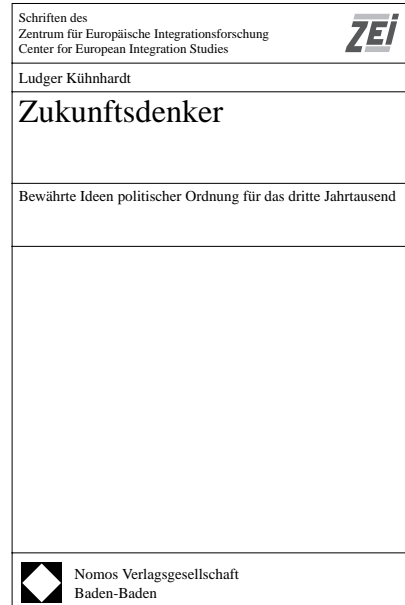 Schriften des
Zentrum für Europäische Integrationsforschung
Center for European Integration Studies
ZEI
Ludger Kühnhardt
Zukunftsdenker
Bewährte Ideen politischer Ordnung für das dritte Jahrtausend
Nomos Verlagsgesellschaft
Baden-Baden